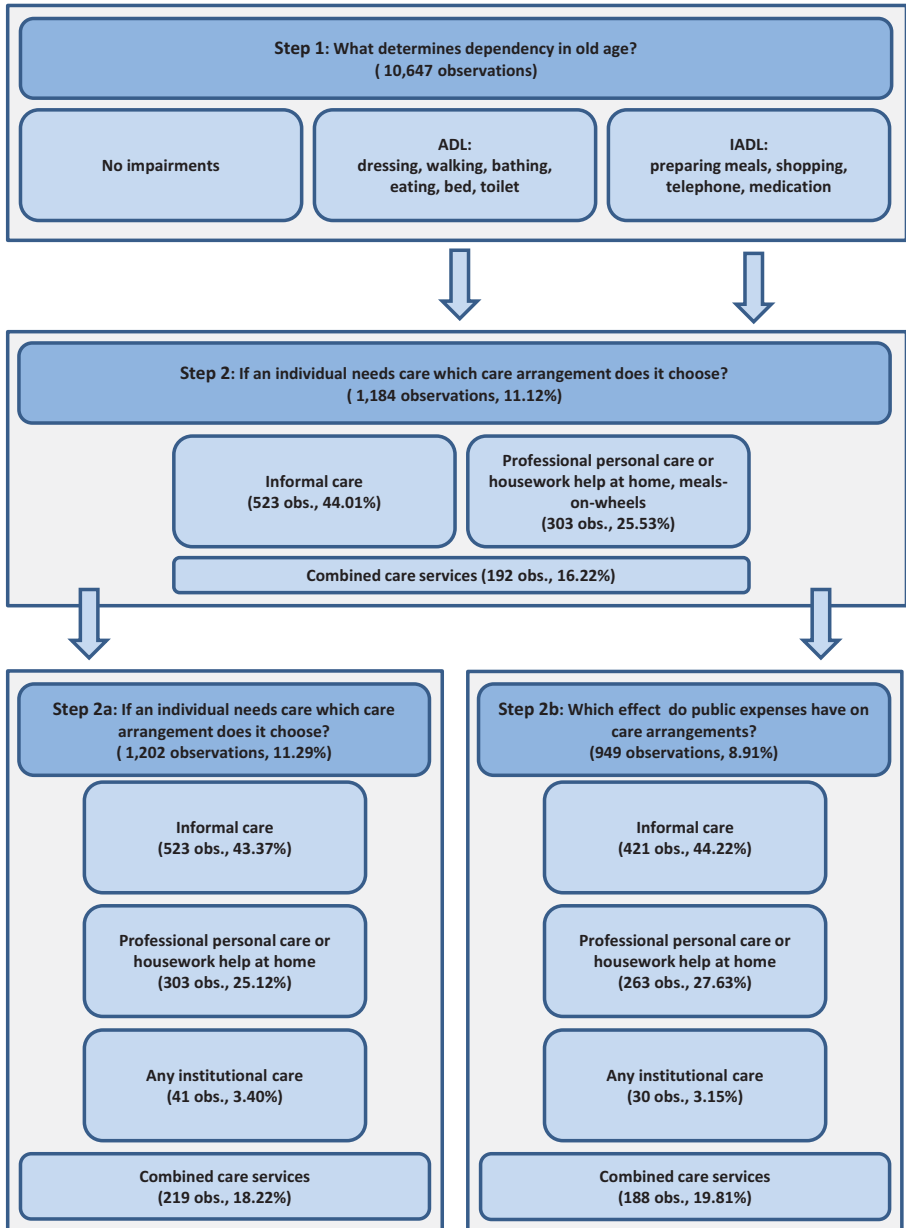 Step 1: What determines dependency in old age?
( 10,647 observations)
No impairments
ADL:
dressing, walking, bathing,
eating, bed, toilet
IADL:
preparing meals, shopping,
telephone, medication
Step 2: If an individual needs care which care arrangement does it choose?
( 1,184 observations, 11.12%)
Informal care
(523 obs., 44.01%)
Professional personal care or
housework help at home, meals-
on-wheels
(303 obs., 25.53%)
Combined care services (192 obs., 16.22%)
Step 2a: If an individual needs care which care
arrangement does it choose?
( 1,202 observations, 11.29%)
Informal care
(523 obs., 43.37%)
Professional personal care or
housework help at home
(303 obs., 25.12%)
Any institutional care
(41 obs., 3.40%)
Combined care services
(219 obs., 18.22%)
Step 2b: Which effect do public expenses have on
care arrangements?
(949 observations, 8.91%)
Informal care
(421 obs., 44.22%)
Professional personal care or
housework help at home
(263 obs., 27.63%)
Any institutional care
(30 obs., 3.15%)
Combined care services
(188 obs., 19.81%)